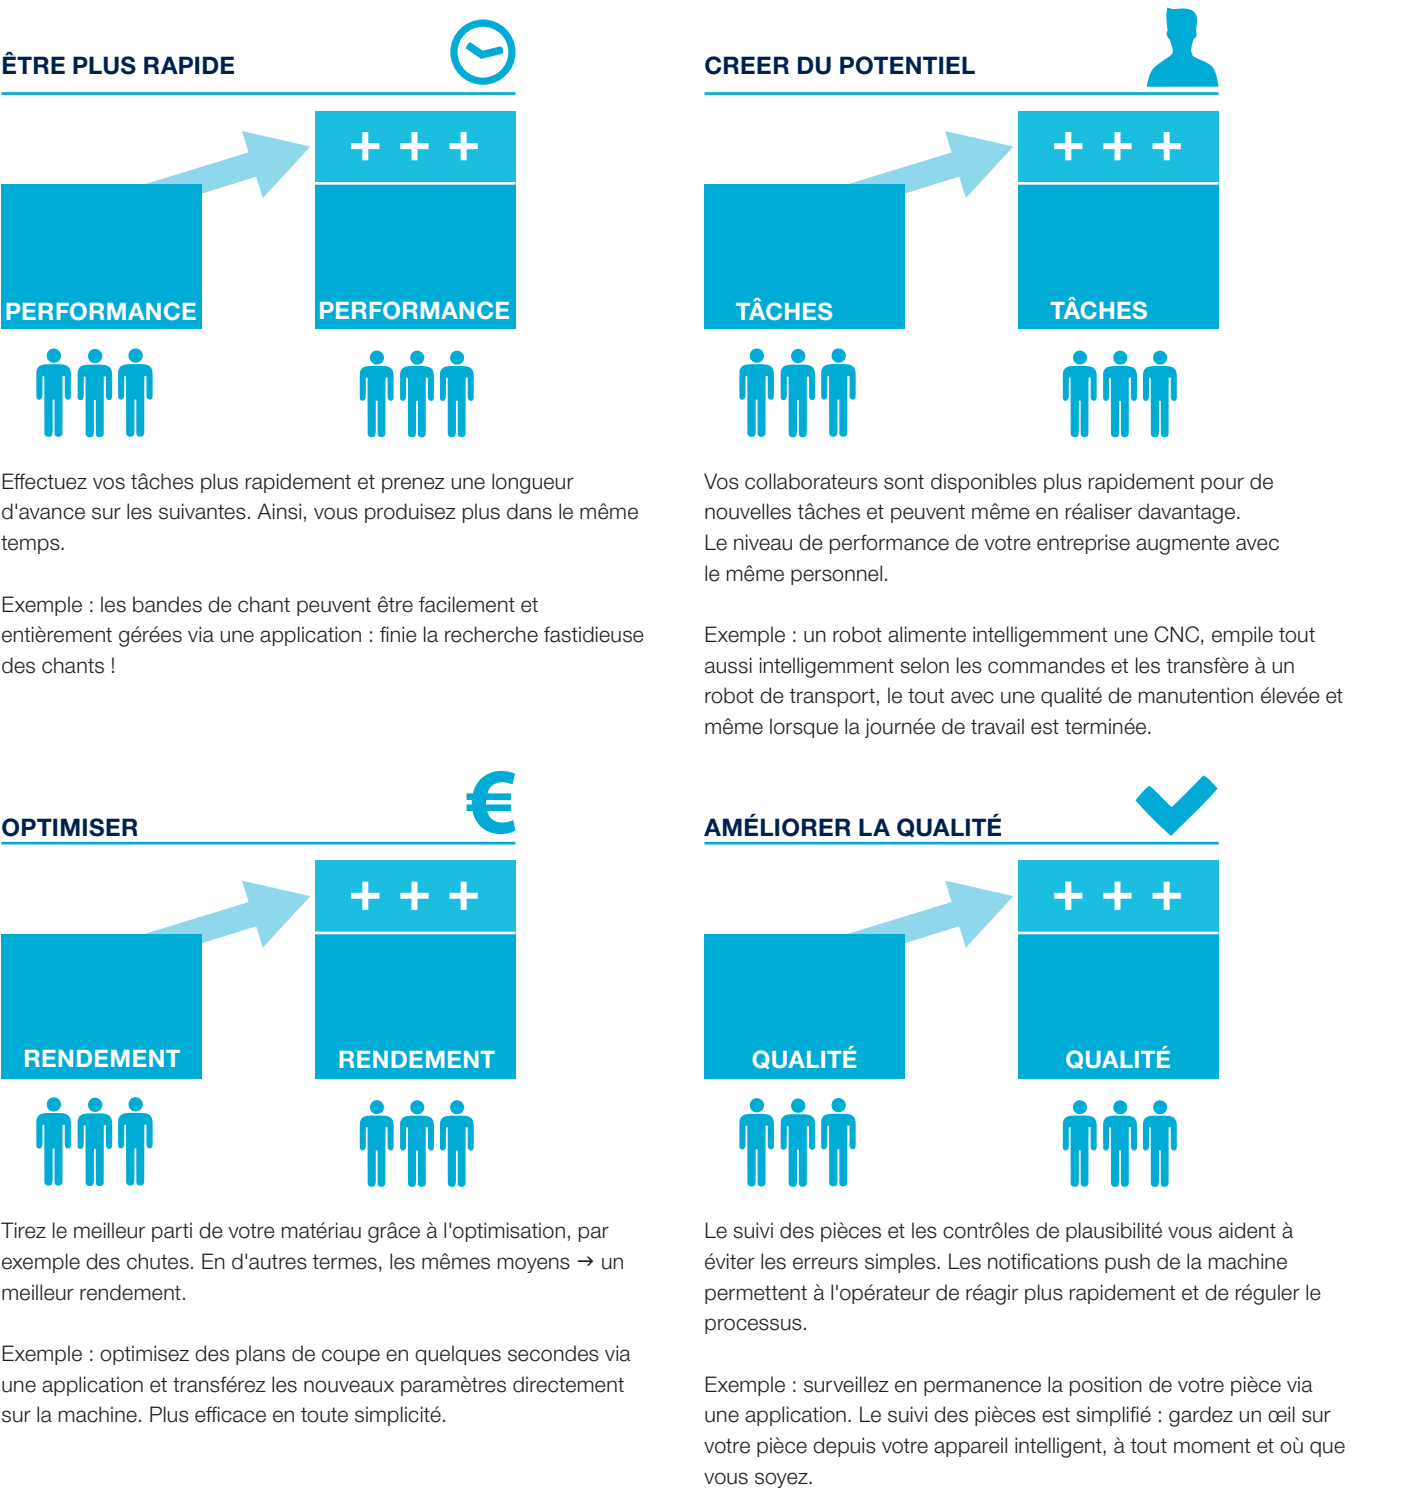 ÊTRE PLUS RAPIDE
+ + +
PERFORMANCE
PERFORMANCE
Effectuez vos tâches plus rapidement et prenez une longueur
d'avance sur les suivantes. Ainsi, vous produisez plus dans le même
temps.
Exemple : les bandes de chant peuvent être facilement et
entièrement gérées via une application : finie la recherche fastidieuse
des chants !
CREER DU POTENTIEL
+ + +
TÂCHES
TÂCHES
Vos collaborateurs sont disponibles plus rapidement pour de
nouvelles tâches et peuvent même en réaliser davantage.
Le niveau de performance de votre entreprise augmente avec
le même personnel.
Exemple : un robot alimente intelligemment une CNC, empile tout
aussi intelligemment selon les commandes et les transfère à un
robot de transport, le tout avec une qualité de manutention élevée et
même lorsque la journée de travail est terminée.
OPTIMISER
€
+ + +
RENDEMENT
RENDEMENT
Tirez le meilleur parti de votre matériau grâce à l'optimisation, par
exemple des chutes. En d'autres termes, les mêmes moyens → un
meilleur rendement.
Exemple : optimisez des plans de coupe en quelques secondes via
une application et transférez les nouveaux paramètres directement
sur la machine. Plus efficace en toute simplicité.
AMÉLIORER LA QUALITÉ
+ + +
QUALITÉ
QUALITÉ
Le suivi des pièces et les contrôles de plausibilité vous aident à
éviter les erreurs simples. Les notifications push de la machine
permettent à l'opérateur de réagir plus rapidement et de réguler le
processus.
Exemple : surveillez en permanence la position de votre pièce via
une application. Le suivi des pièces est simplifié : gardez un œil sur
votre pièce depuis votre appareil intelligent, à tout moment et où que
vous soyez.